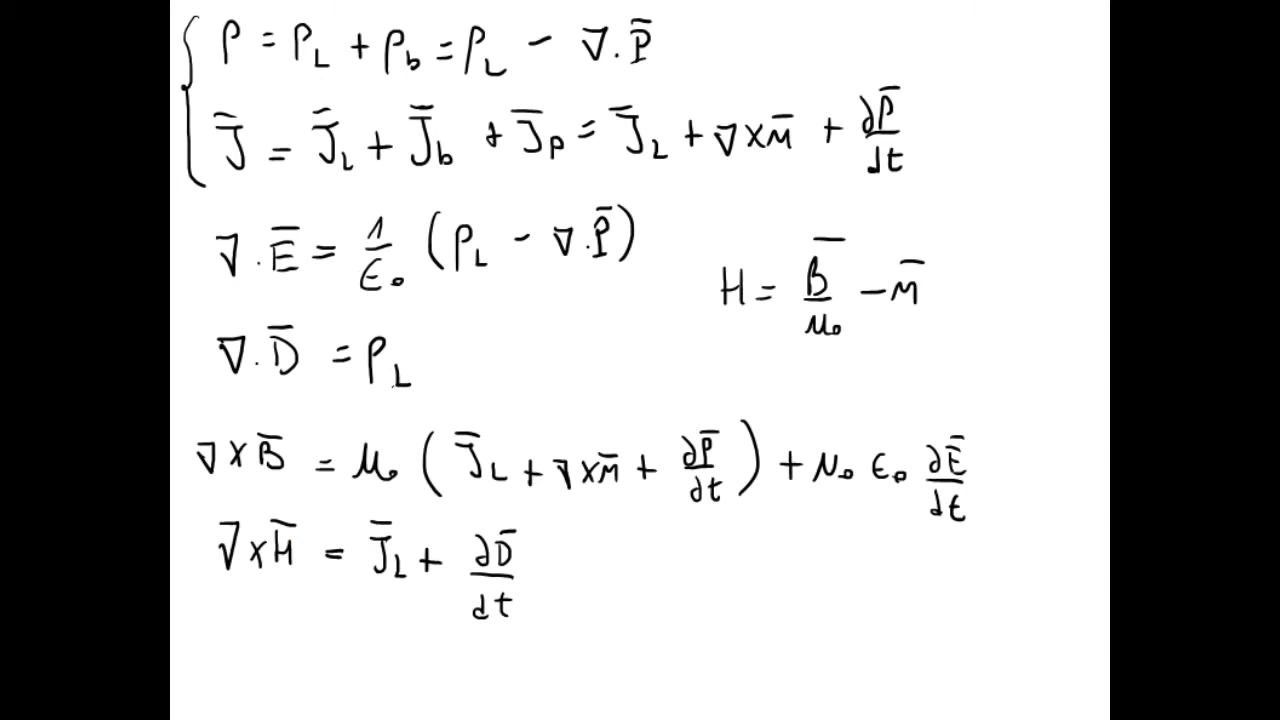 ρ = ρ_L + ρ_b = ρ_L − ∇.P̄
J̄ = J̄_L + J̄_b + J̄_p = J̄_L + ∇×M̄ + ∂P̄/∂t
∇.Ē = 1/ε₀ (ρ_L − ∇.P̄)
H = B̄/μ₀ − M̄
∇.D̄ = ρ_L
∇×B̄ = μ₀ (J̄_L + ∇×M̄ + ∂P̄/∂t) + μ₀ ε₀ ∂Ē/∂t
∇×H̄ = J̄_L + ∂D̄/∂t